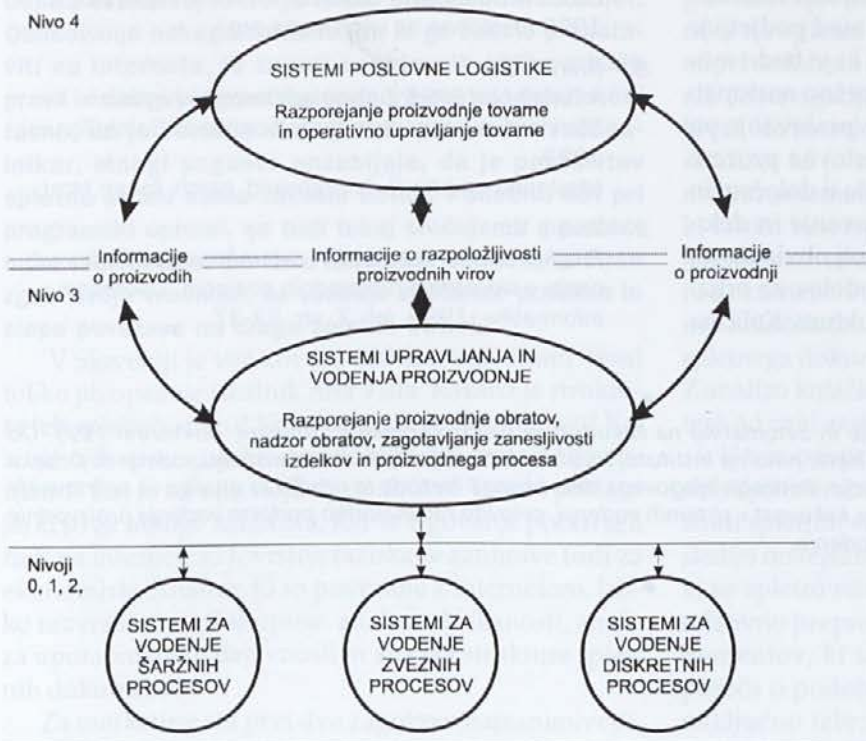 Nivo 4
SISTEMI POSLOVNE LOGISTIKE
Razporejanje proizvodnje tovarne
in operativno upravljanje tovarne
Informacije
o proizvodih
Informacije o razpoložljivosti
proizvodnih virov
Informacije
o proizvodnji
Nivo 3
SISTEMI UPRAVLJANJA IN
VODENJA PROIZVODNJE
Razporejanje proizvodnje obratov,
nadzor obratov, zagotavljanje zanesljivosti
izdelkov in proizvodnega procesa
Nivoji
0, 1, 2,
SISTEMI ZA
VODENJE
ŠARŽNIH
PROCESOV
SISTEMI ZA
VODENJE
ZVEZNIH
PROCESOV
SISTEMI ZA
VODENJE
DISKRETNIH
PROCESOV